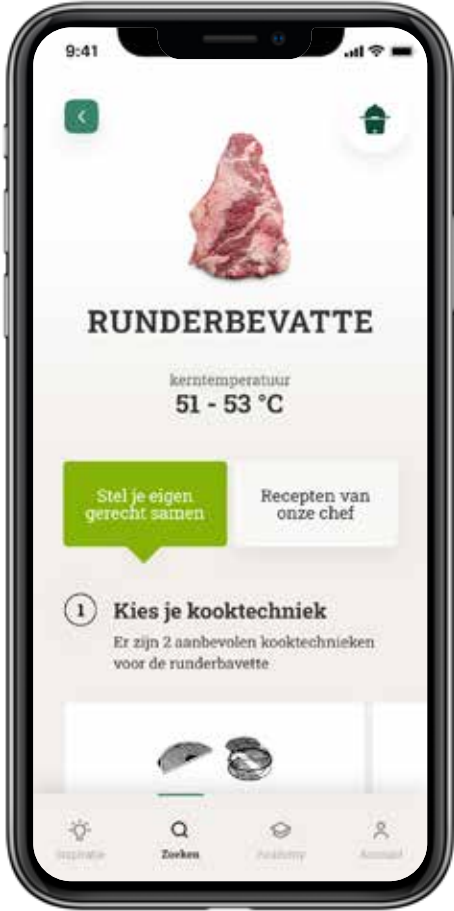 9:41
RUNDERBEVATTE
kerntemperatuur
51 - 53 °C
Stel je eigen
gerecht samen
Recepten van
onze chef
1
Kies je kooktechniek
Er zijn 2 aanbevolen kooktechnieken
voor de runderbavette
Inspiratie
Zoeken
Academy
Account